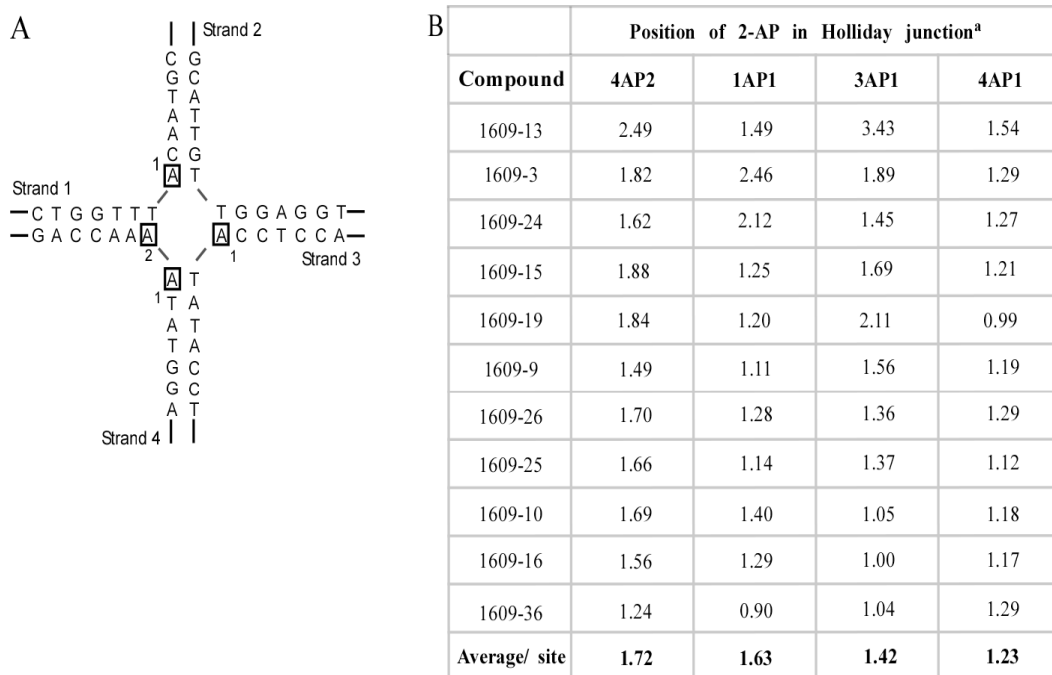 A
Strand 2
C G
G C
T A
A T
A T
C G
1
A T
Strand 1
C T G G T T T
G A C C A A A
2
T G G A G G T
A C C T C C A
1
Strand 3
A T
1
T A
A T
T A
G C
G C
A T
Strand 4
B
Position of 2-AP in Holliday junctionᵃ
Compound 4AP2 1AP1 3AP1 4AP1
1609-13 2.49 1.49 3.43 1.54
1609-3 1.82 2.46 1.89 1.29
1609-24 1.62 2.12 1.45 1.27
1609-15 1.88 1.25 1.69 1.21
1609-19 1.84 1.20 2.11 0.99
1609-9 1.49 1.11 1.56 1.19
1609-26 1.70 1.28 1.36 1.29
1609-25 1.66 1.14 1.37 1.12
1609-10 1.69 1.40 1.05 1.18
1609-16 1.56 1.29 1.00 1.17
1609-36 1.24 0.90 1.04 1.29
Average/ site 1.72 1.63 1.42 1.23